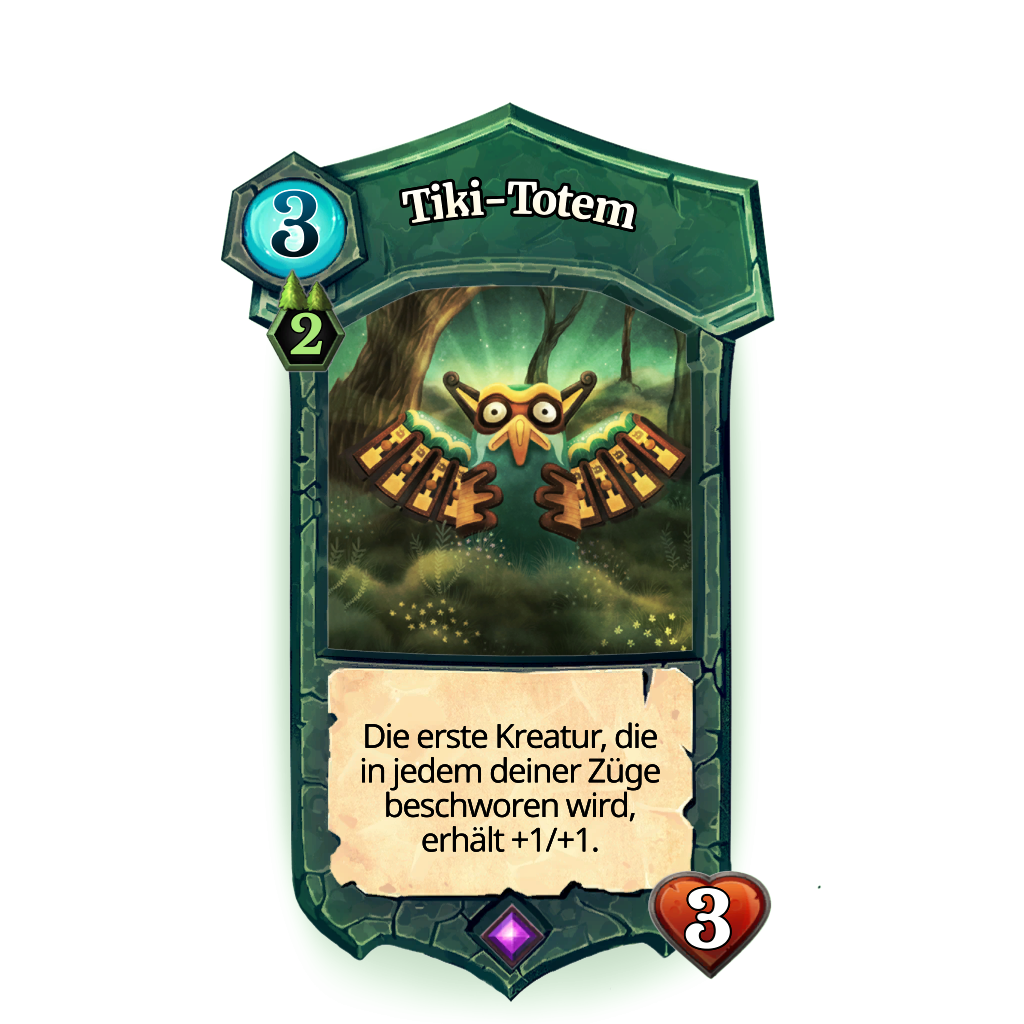 Tiki-Totem
3
2
Die erste Kreatur, die
in jedem deiner Züge
beschworen wird,
erhält +1/+1.
3